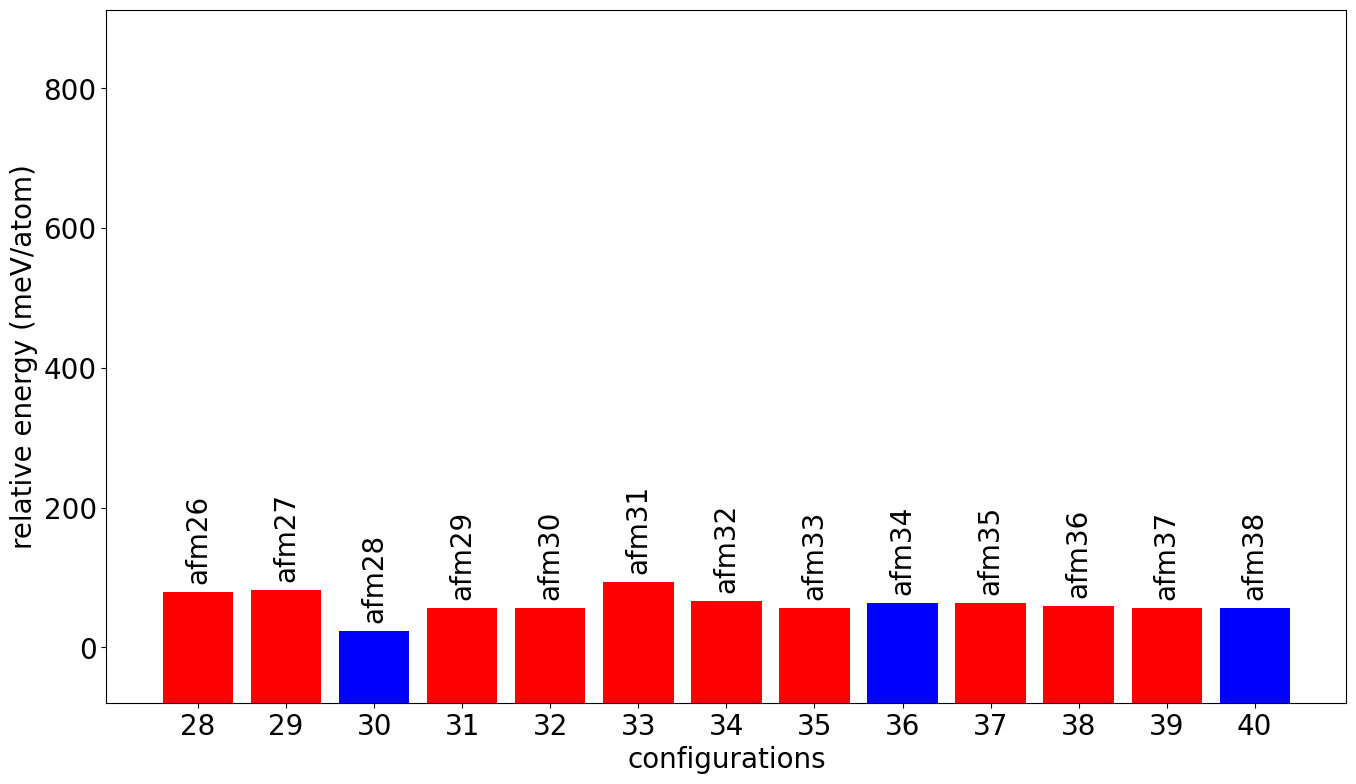 relative energy (meV/atom)
800
600
400
200
0
afm26
afm27
afm28
afm29
afm30
afm31
afm32
afm33
afm34
afm35
afm36
afm37
afm38
28 29 30 31 32 33 34 35 36 37 38 39 40
configurations